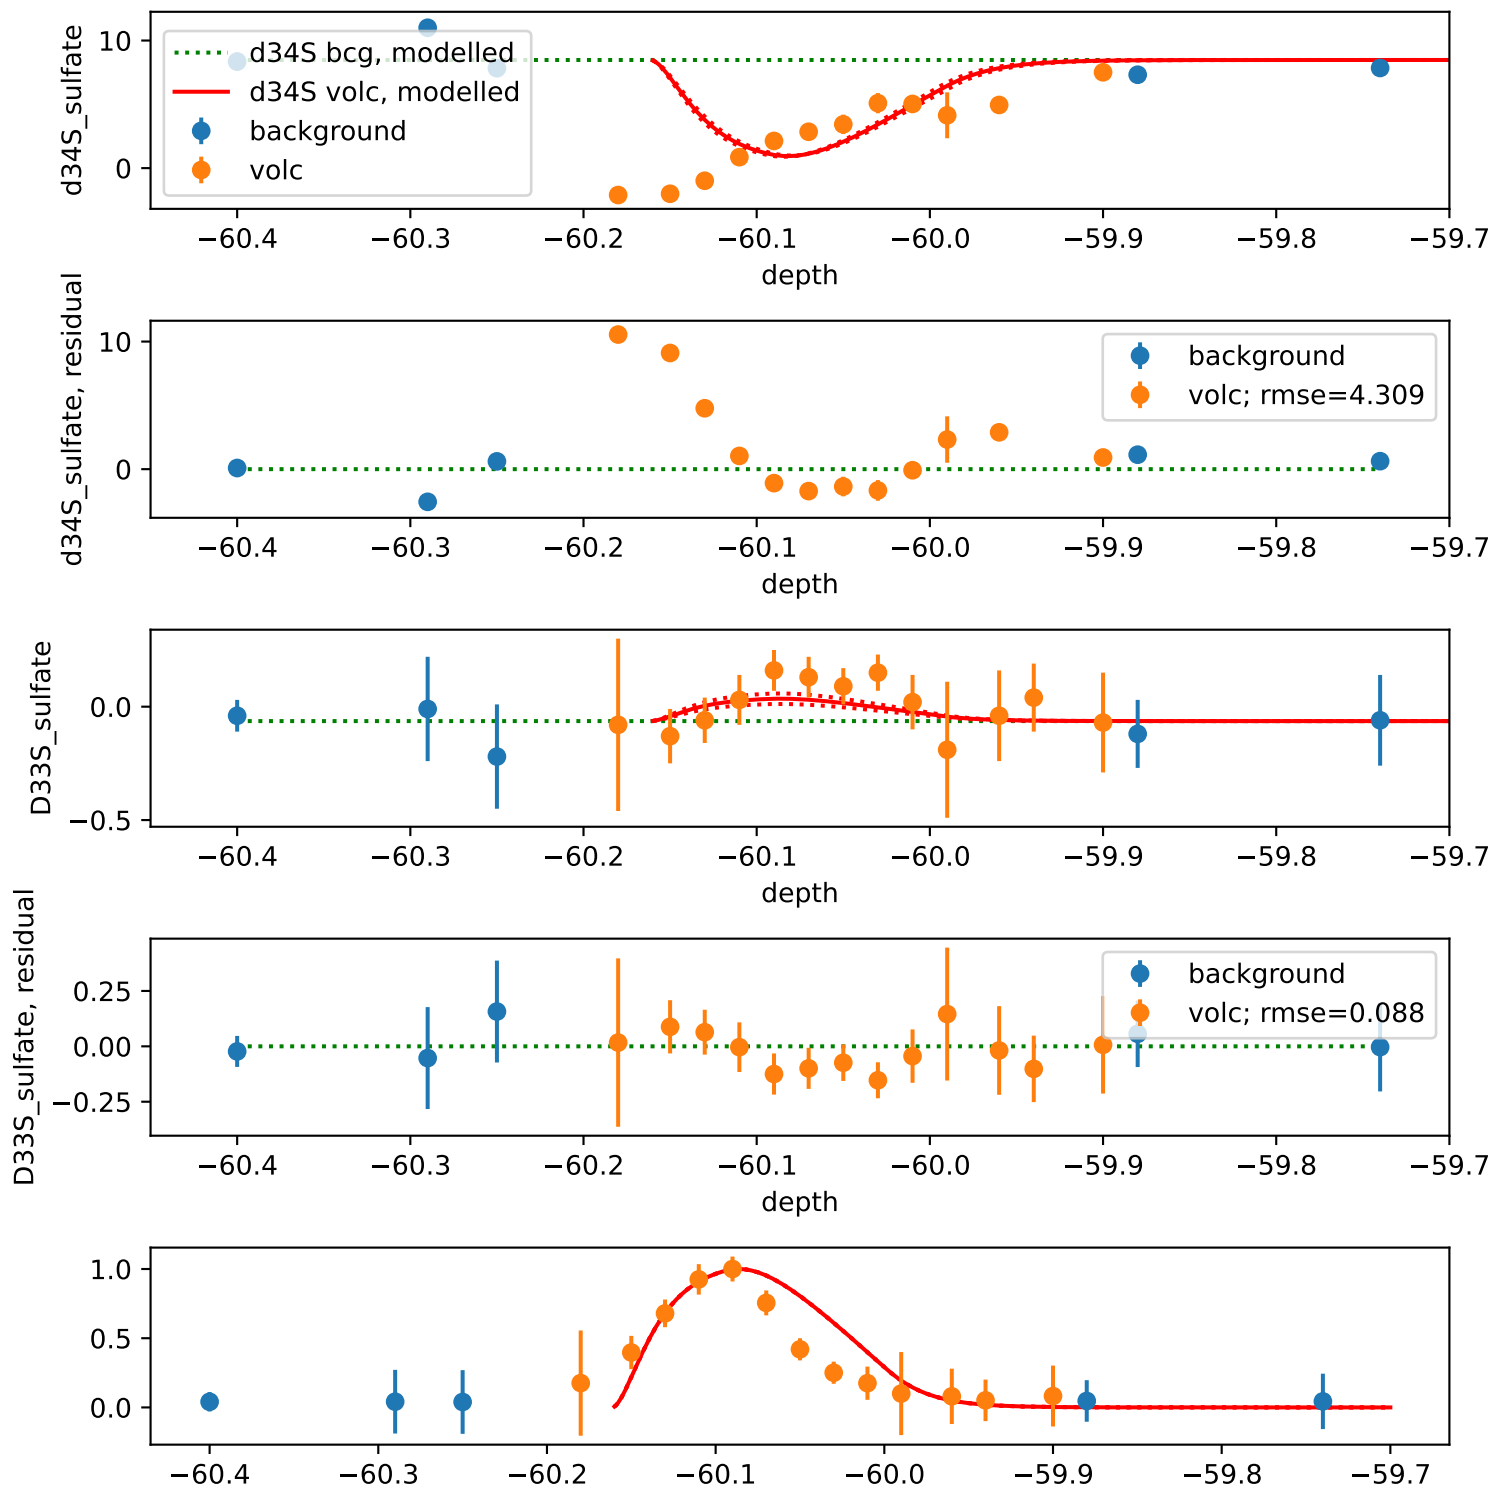 d34S_sulfate
10
0
d34S bcg, modelled
d34S volc, modelled
background
volc
−60.4 −60.3 −60.2 −60.1 −60.0 −59.9 −59.8 −59.7
depth
d34S_sulfate, residual
10
0
background
volc; rmse=4.309
−60.4 −60.3 −60.2 −60.1 −60.0 −59.9 −59.8 −59.7
depth
D33S_sulfate
0.0
−0.5
−60.4 −60.3 −60.2 −60.1 −60.0 −59.9 −59.8 −59.7
depth
D33S_sulfate, residual
0.25
0.00
−0.25
background
volc; rmse=0.088
−60.4 −60.3 −60.2 −60.1 −60.0 −59.9 −59.8 −59.7
depth
1.0
0.5
0.0
−60.4 −60.3 −60.2 −60.1 −60.0 −59.9 −59.8 −59.7